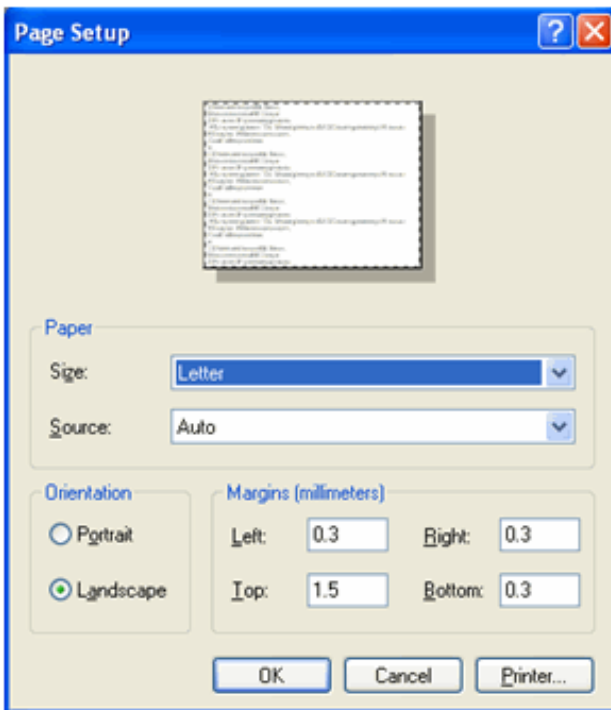 Page Setup
Paper
Size: Letter
Source: Auto
Orientation
Portrait
Landscape
Margins (millimeters)
Left: 0.3 Right: 0.3
Top: 1.5 Bottom: 0.3
OK Cancel Printer...